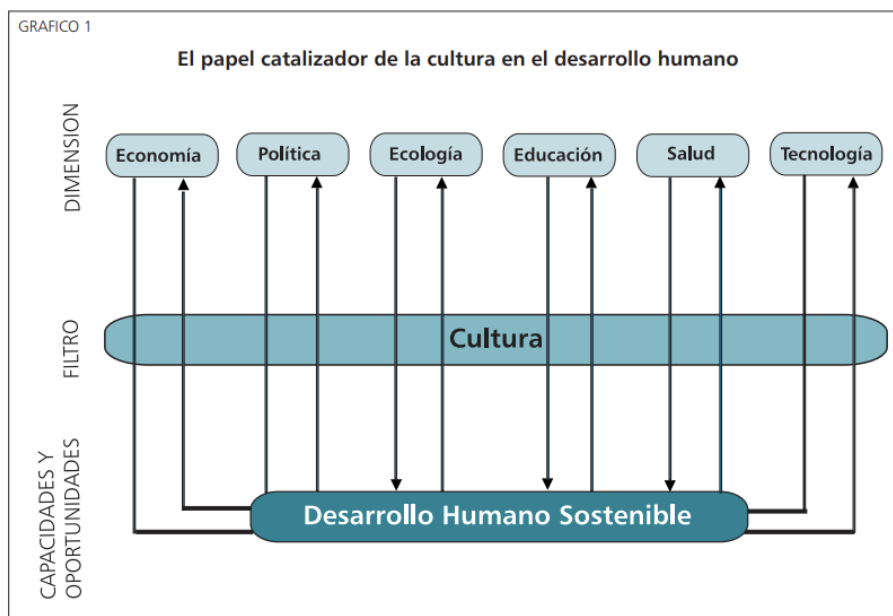 GRAFICO 1
El papel catalizador de la cultura en el desarrollo humano
DIMENSION
Economía
Política
Ecología
Educación
Salud
Tecnología
FILTRO
Cultura
CAPACIDADES Y
OPORTUNIDADES
Desarrollo Humano Sostenible